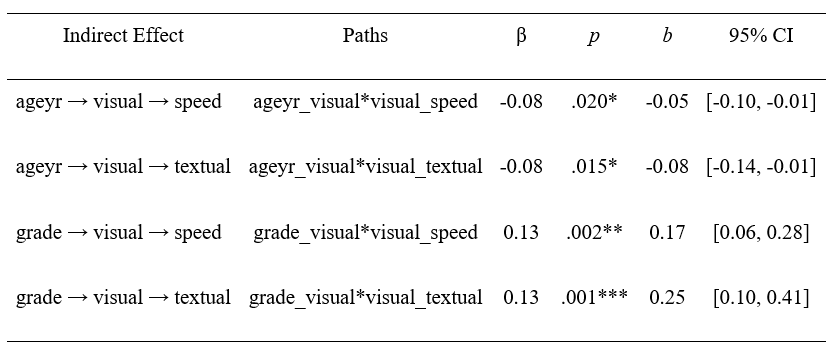 Indirect Effect Paths β p b 95% CI
ageyr → visual → speed ageyr_visual*visual_speed -0.08 .020* -0.05 [-0.10, -0.01]
ageyr → visual → textual ageyr_visual*visual_textual -0.08 .015* -0.08 [-0.14, -0.01]
grade → visual → speed grade_visual*visual_speed 0.13 .002** 0.17 [0.06, 0.28]
grade → visual → textual grade_visual*visual_textual 0.13 .001*** 0.25 [0.10, 0.41]